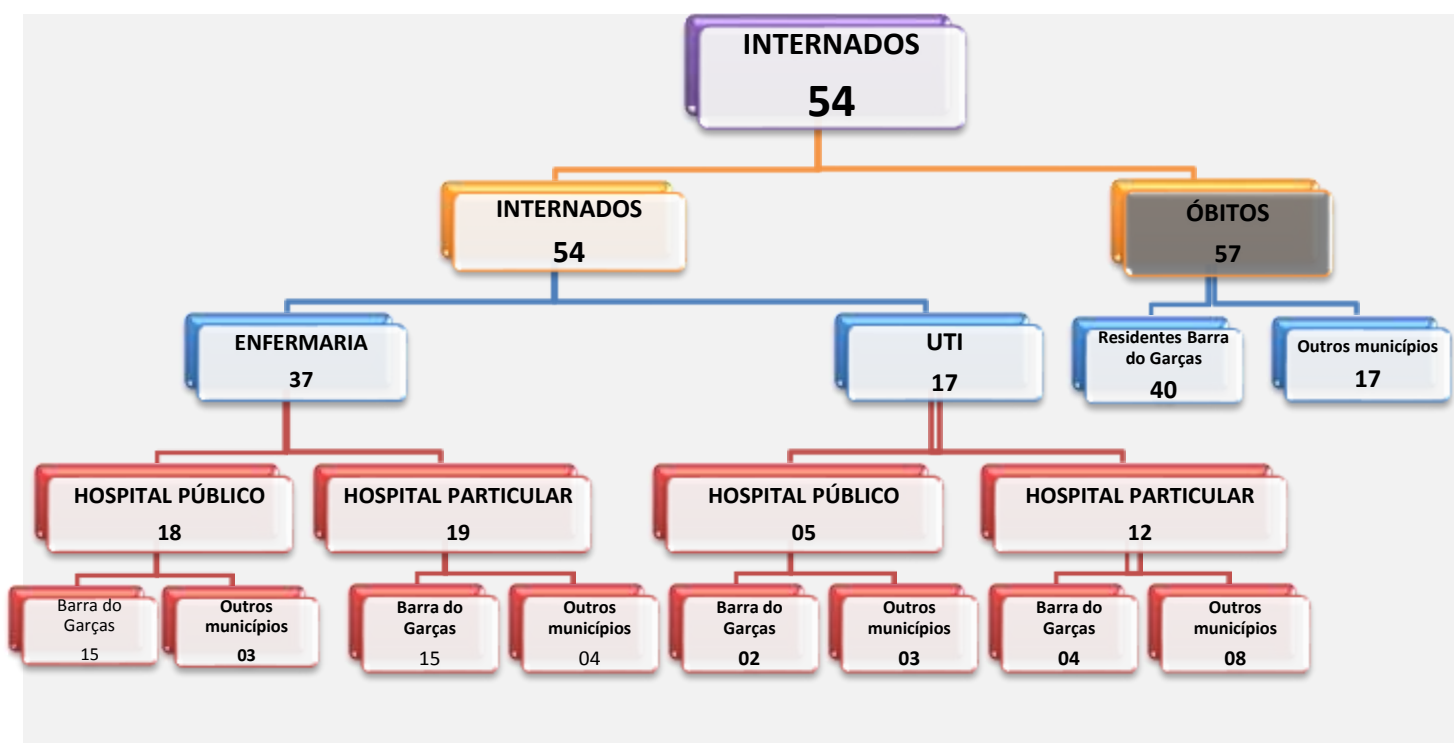 INTERNADOS
54
INTERNADOS
54
ÓBITOS
57
ENFERMARIA
37
UTI
17
Residentes Barra
do Garças
40
Outros municípios
17
HOSPITAL PÚBLICO
18
HOSPITAL PARTICULAR
19
HOSPITAL PÚBLICO
05
HOSPITAL PARTICULAR
12
Barra do
Garças
15
Outros
municípios
03
Barra do
Garças
15
Outros
municípios
04
Barra do
Garças
02
Outros
municípios
03
Barra do
Garças
04
Outros
municípios
08